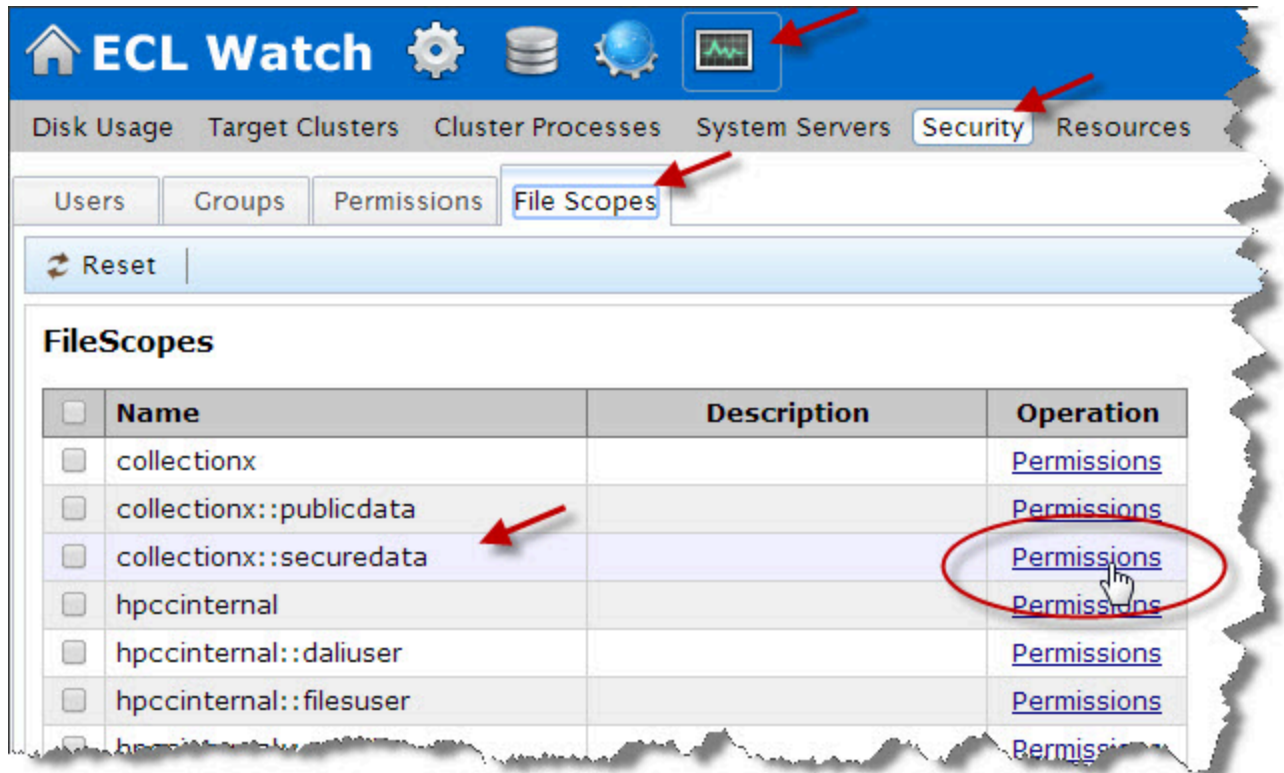 ECL Watch
Disk Usage Target Clusters Cluster Processes System Servers Security Resources
Users Groups Permissions File Scopes
Reset
FileScopes
Name Description Operation
collectionx Permissions
collectionx::publicdata Permissions
collectionx::securedata Permissions
hpccinternal Permissions
hpccinternal::daliuser Permissions
hpccinternal::filesuser Permissions
Permissions